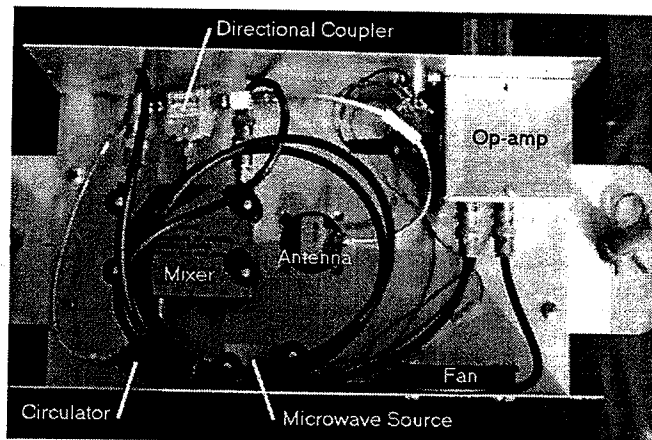 Directional Coupler
Op-amp
Antenna
Mixer
Fan
Circulator
Microwave Source